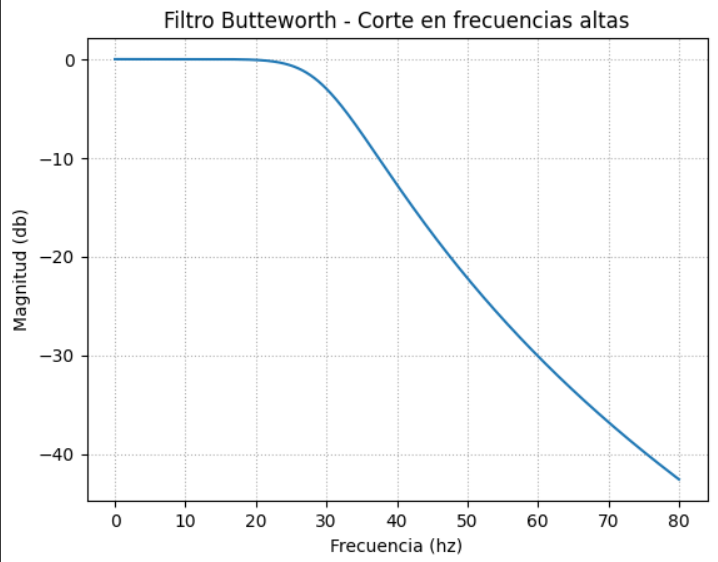 Filtro Butteworth - Corte en frecuencias altas
0
−10
−20
−30
−40
Magnitud (db)
0 10 20 30 40 50 60 70 80
Frecuencia (hz)